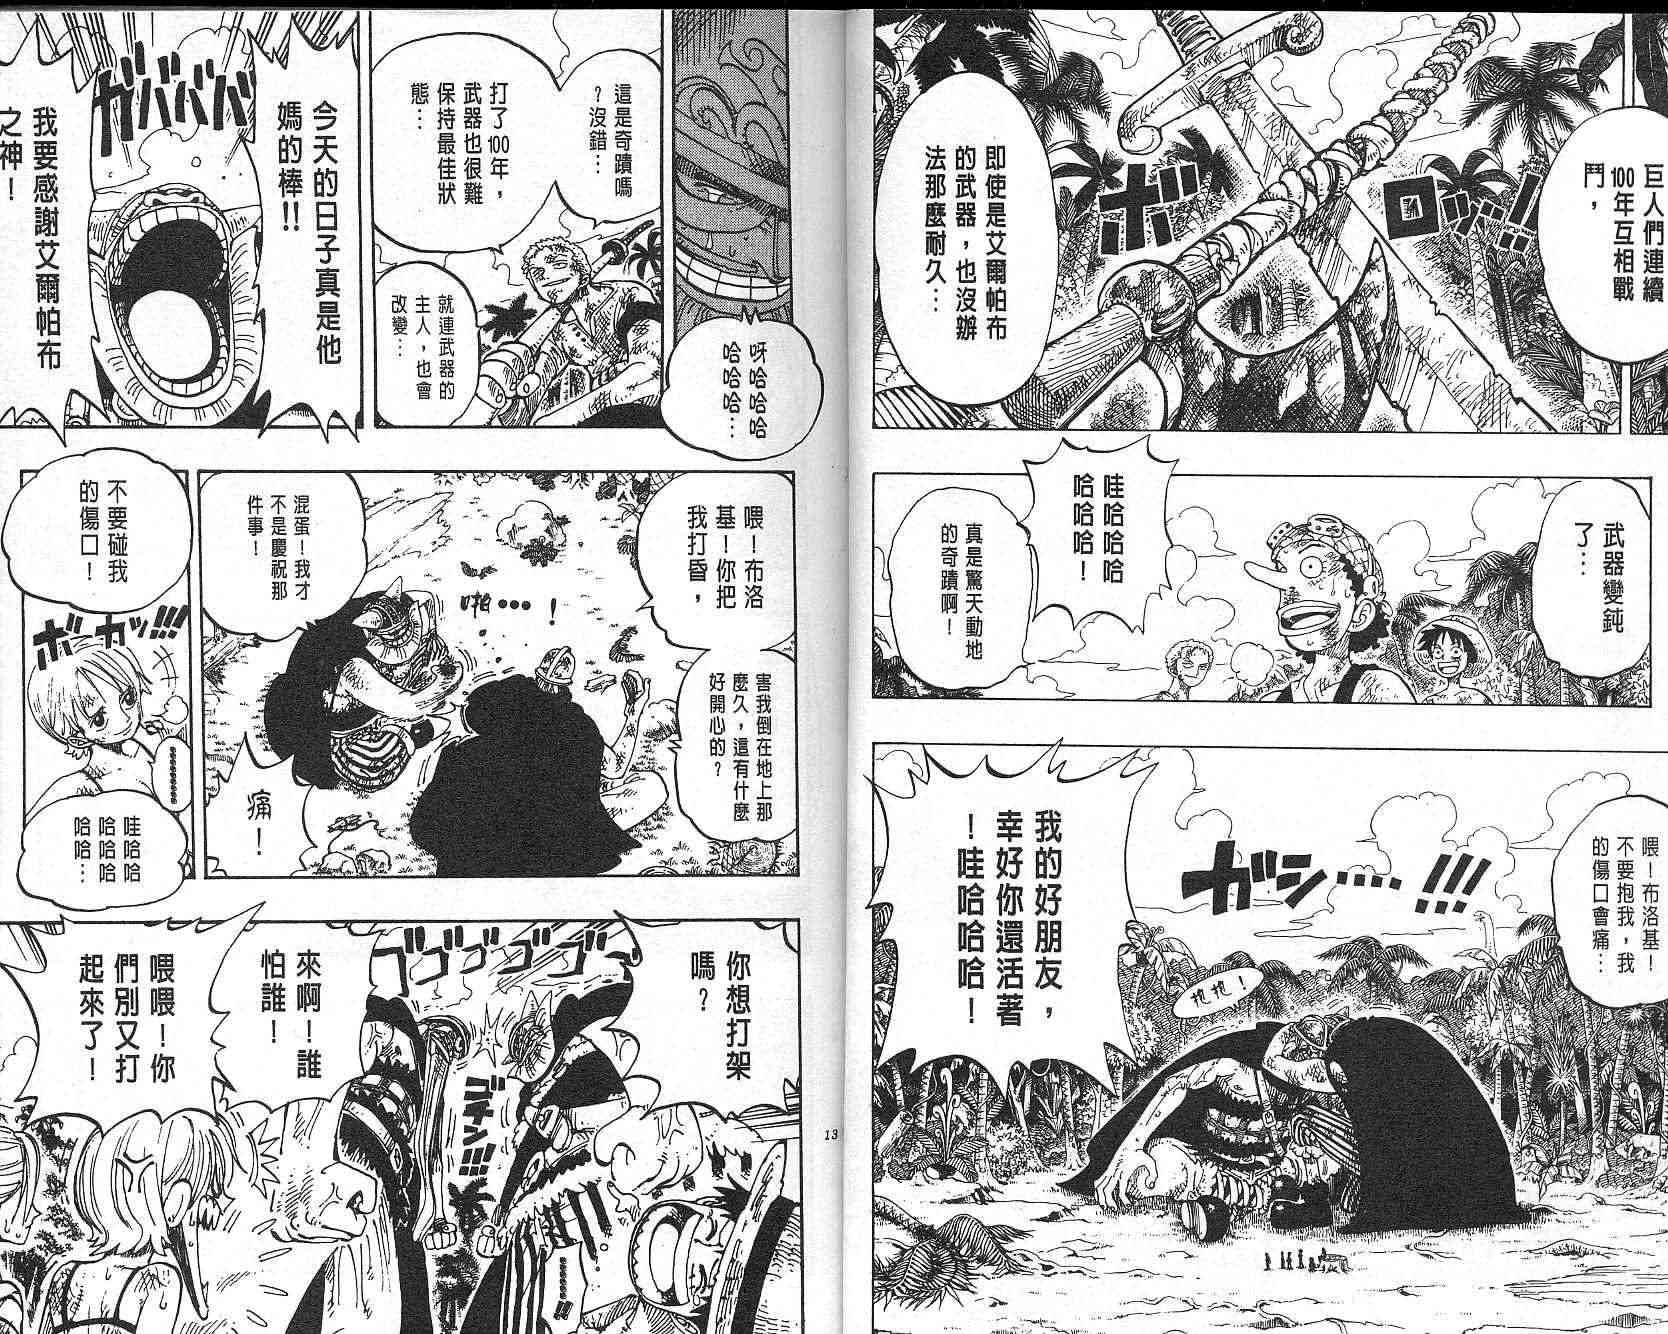 巨人們連續
100年互相戰
鬥，
ボ
ロッ!!
即使是艾爾帕布
的武器，也沒辦
法那麼耐久…
武器變鈍
了…
哇哈哈哈
哈哈哈！
真是驚天動地
的奇蹟啊！
喂！布洛基！
不要抱我，我
的傷口會痛…
ガシ…!!!
抱抱！
我的好朋友，
幸好你還活著
！哇哈哈哈！
呀哈哈哈哈
哈哈哈…
這是奇蹟嗎
？沒錯…
打了100年，
武器也很難
保持最佳狀
態…
就連武器的
主人，也會
改變…
今天的日子真是他
媽的棒!!
ガババババ
我要感謝艾爾帕布
之神！
喂！布洛
基！你把
我打昏，
害我倒在地上那
麼久，這有什麼
好開心的？
啪…！
混蛋！我才
不是慶祝那
件事！
痛！
不要碰我
的傷口！
ボーカッ!!!
………
哇哈哈
哈哈哈
哈哈…
你想打架
嗎？
ゴゴゴゴゴ
ゴチン!!!
來啊！誰
怕誰！
喂喂！你
們別又打
起來了！
………!!
13